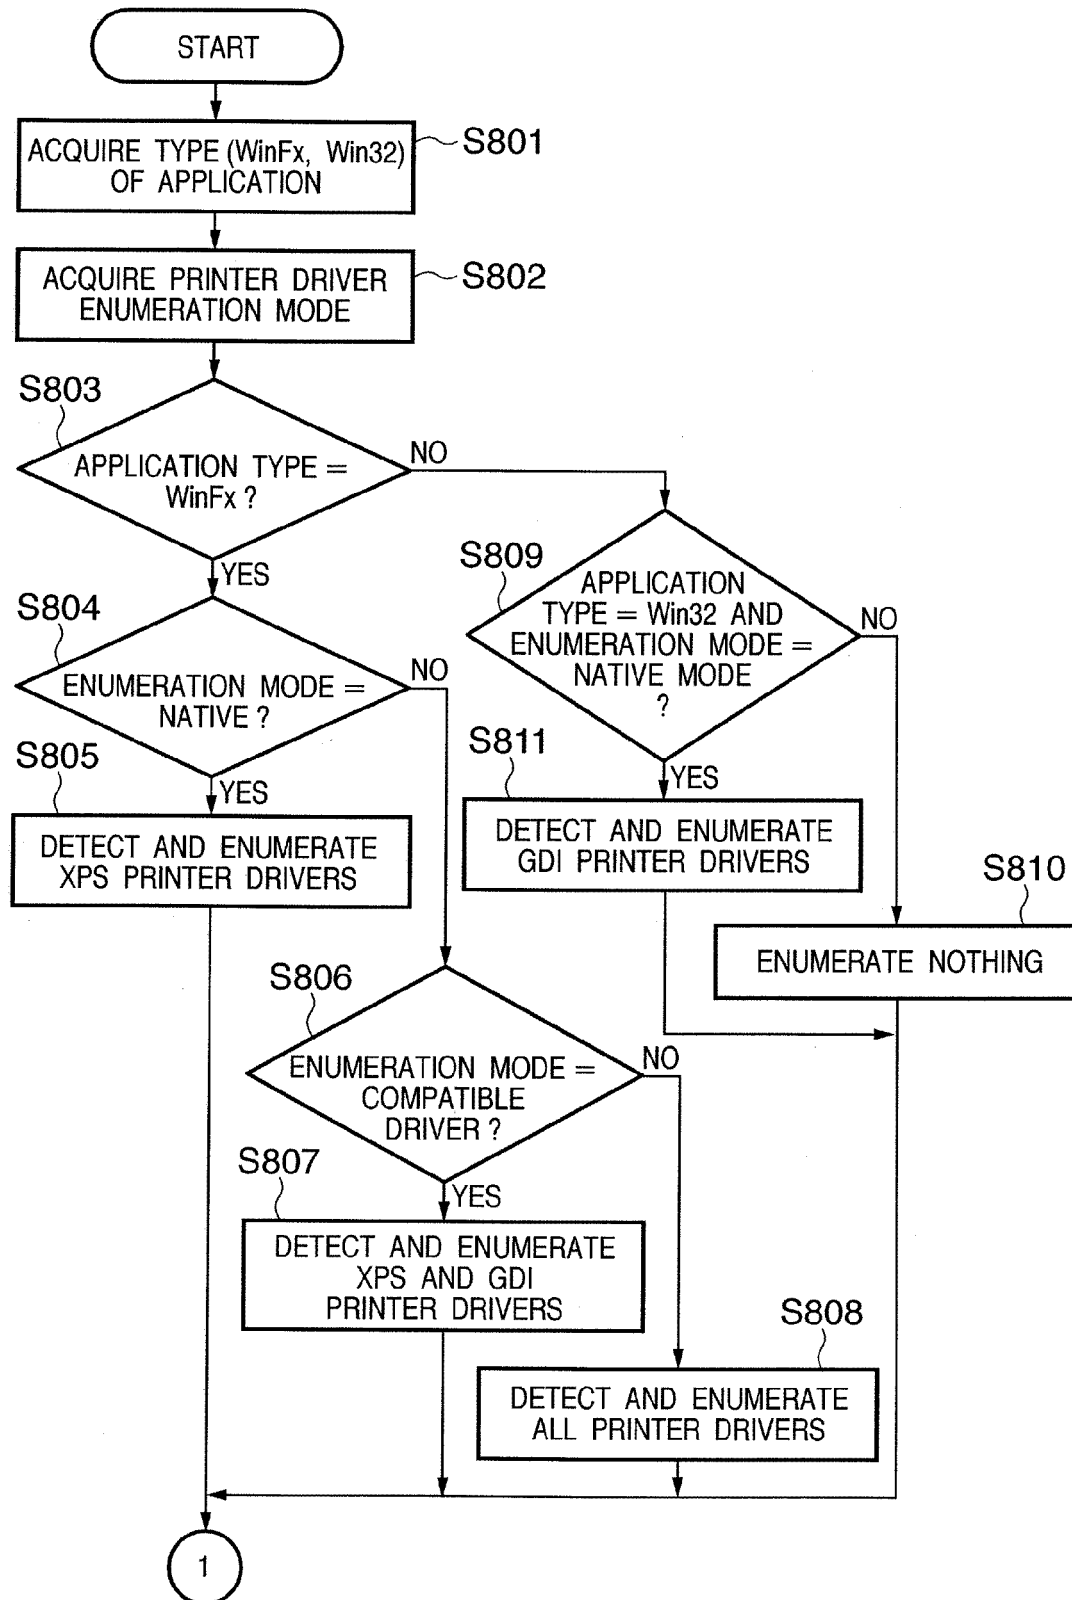 START
S801
ACQUIRE TYPE (WinFx, Win32)
OF APPLICATION
S802
ACQUIRE PRINTER DRIVER
ENUMERATION MODE
S803
APPLICATION TYPE =
WinFx ?
NO
YES
S809
APPLICATION
TYPE = Win32 AND
ENUMERATION MODE =
NATIVE MODE
?
NO
YES
S804
ENUMERATION MODE =
NATIVE ?
NO
YES
S805
DETECT AND ENUMERATE
XPS PRINTER DRIVERS
S811
DETECT AND ENUMERATE
GDI PRINTER DRIVERS
S810
ENUMERATE NOTHING
S806
ENUMERATION MODE =
COMPATIBLE
DRIVER ?
NO
YES
S807
DETECT AND ENUMERATE
XPS AND GDI
PRINTER DRIVERS
S808
DETECT AND ENUMERATE
ALL PRINTER DRIVERS
1